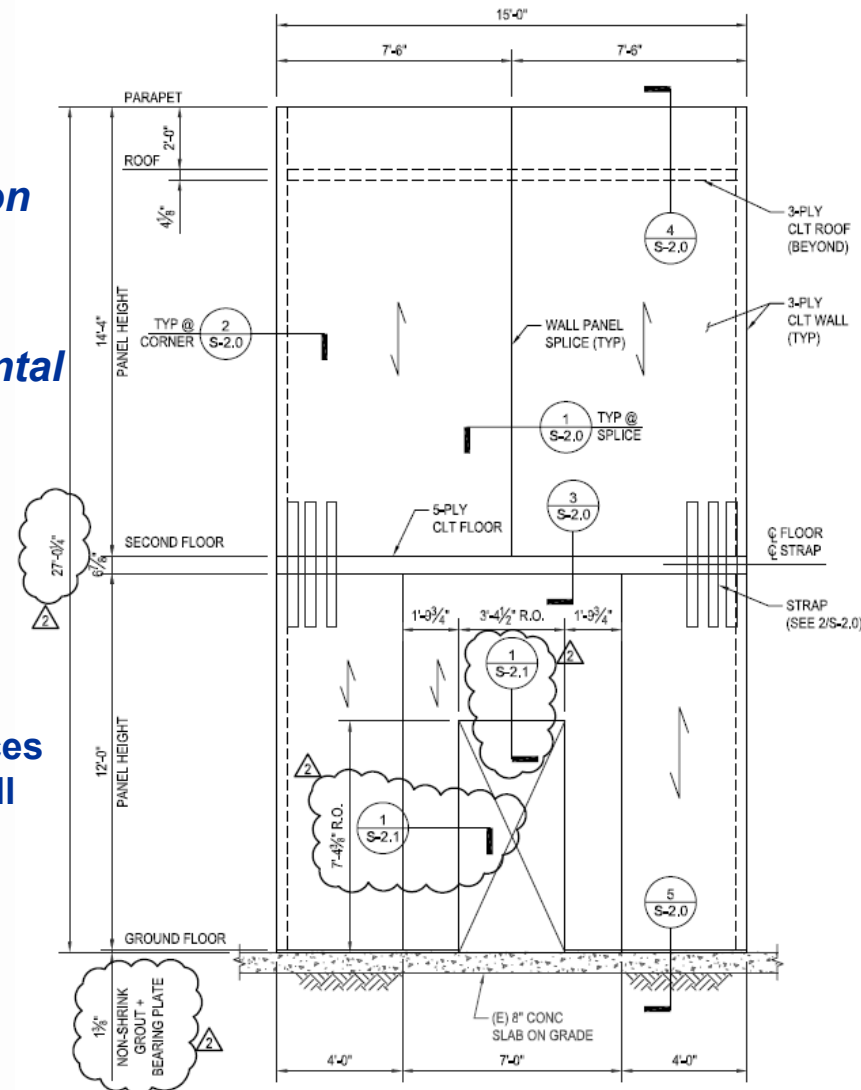 15'-0"
7'-6" 7'-6"
PARAPET
2'-0"
ROOF
on
4⅛"
3-PLY
CLT ROOF
(BEYOND)
4
S-2.0
14'-4"
PANEL HEIGHT
TYP @
CORNER
2
S-2.0
WALL PANEL
SPLICE (TYP)
3-PLY
CLT WALL
(TYP)
ntal
1
S-2.0
TYP @
SPLICE
5-PLY
CLT FLOOR
3
S-2.0
27'-0¼"
SECOND FLOOR
6⅞"
℄ FLOOR
℄ STRAP
2
1'-9¾" 3'-4½" R.O. 1'-9¾"
STRAP
(SEE 2/S-2.0)
1
S-2.1
2
ces
ll
12'-0"
PANEL HEIGHT
2
7'-4⅜" R.O.
1
S-2.1
5
S-2.0
GROUND FLOOR
1⅜"
NON-SHRINK
GROUT +
BEARING PLATE
2
(E) 8" CONC
SLAB ON GRADE
4'-0" 7'-0" 4'-0"